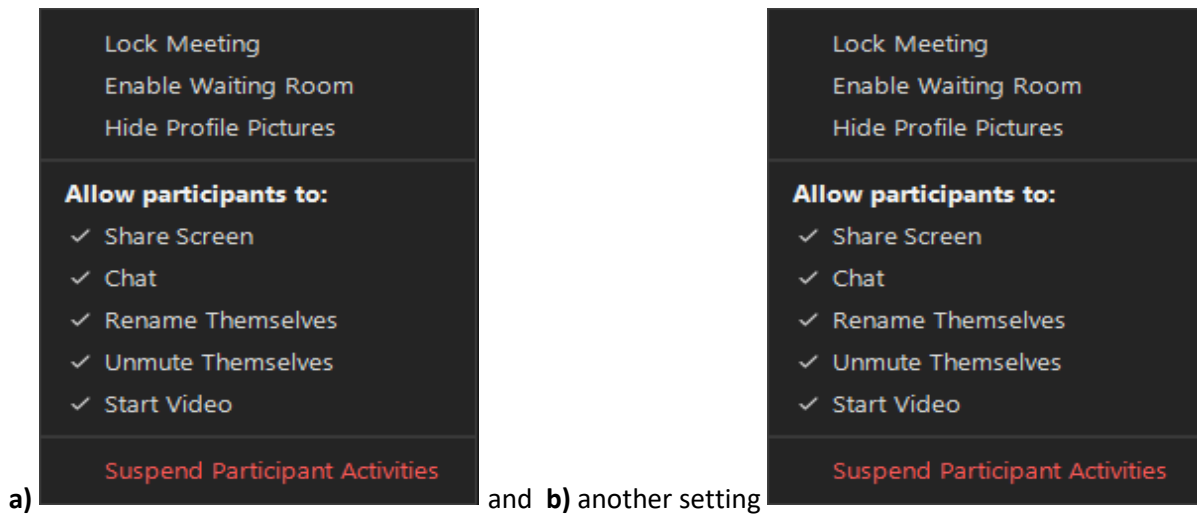 Lock Meeting
Enable Waiting Room
Hide Profile Pictures
Allow participants to:
Share Screen
Chat
Rename Themselves
Unmute Themselves
Start Video
Suspend Participant Activities
a)
and b) another setting
Lock Meeting
Enable Waiting Room
Hide Profile Pictures
Allow participants to:
Share Screen
Chat
Rename Themselves
Unmute Themselves
Start Video
Suspend Participant Activities